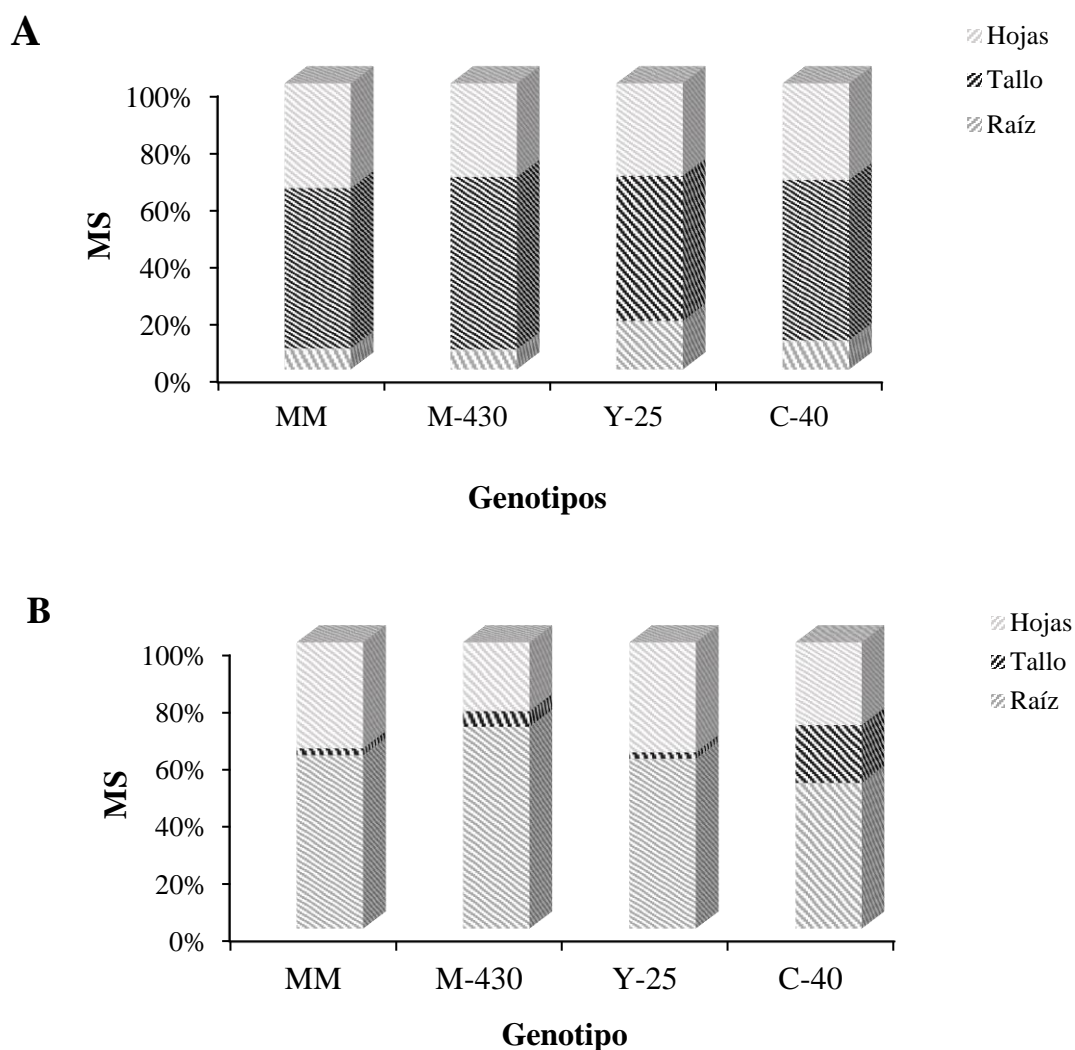 A
Hojas
Tallo
Raíz
100%
80%
60%
40%
20%
0%
MS
MM M-430 Y-25 C-40
Genotipos
B
Hojas
Tallo
Raíz
100%
80%
60%
40%
20%
0%
MS
MM M-430 Y-25 C-40
Genotipo